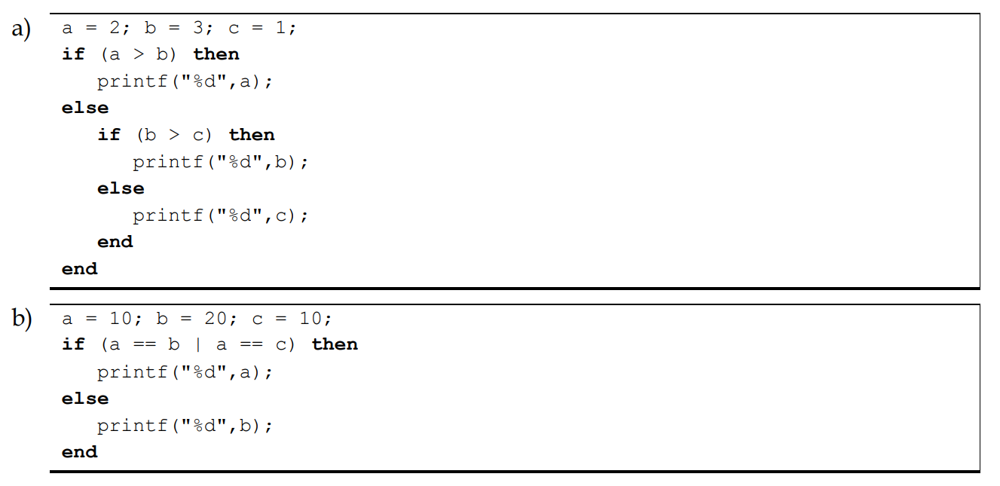 a) a = 2; b = 3; c = 1;
if (a > b) then
printf("%d",a);
else
if (b > c) then
printf("%d",b);
else
printf("%d",c);
end
end
b) a = 10; b = 20; c = 10;
if (a == b | a == c) then
printf("%d",a);
else
printf("%d",b);
end